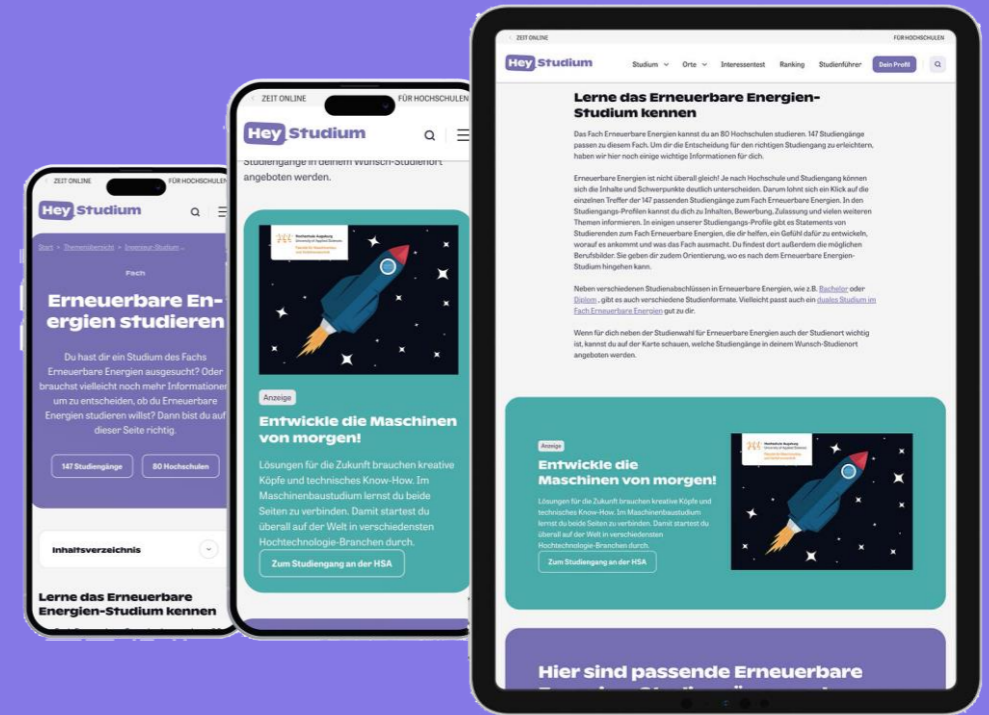 ZEIT ONLINE
FÜR HOCHSCHULEN
Hey Studium
Start > Themenübersicht > Ingenieur-Studium ...
Fach
Erneuerbare En-
ergien studieren
Du hast dir ein Studium des Fachs
Erneuerbare Energien ausgesucht? Oder
brauchst vielleicht noch mehr Informationen
um zu entscheiden, ob du Erneuerbare
Energien studieren willst? Dann bist du auf
dieser Seite richtig.
147 Studiengänge
80 Hochschulen
Inhaltsverzeichnis
Lerne das Erneuerbare
Energien-Studium kennen
ZEIT ONLINE
FÜR HOCHSCHULEN
Hey Studium
Studiengänge in deinem Wunsch-Studienort
angeboten werden.
Hochschule Augsburg
University of Applied Sciences
Anzeige
Entwickle die Maschinen
von morgen!
Lösungen für die Zukunft brauchen kreative
Köpfe und technisches Know-How. Im
Maschinenbaustudium lernst du beide
Seiten zu verbinden. Damit startest du
überall auf der Welt in verschiedensten
Hochtechnologie-Branchen durch.
Zum Studiengang an der HSA
ZEIT ONLINE
FÜR HOCHSCHULEN
Hey Studium
Studium
Orte
Interessentest
Ranking
Studienführer
Dein Profil
Lerne das Erneuerbare Energien-
Studium kennen
Das Fach Erneuerbare Energien kannst du an 80 Hochschulen studieren. 147 Studiengänge
passen zu diesem Fach. Um dir die Entscheidung für den richtigen Studiengang zu erleichtern,
haben wir hier noch einige wichtige Informationen für dich.
Erneuerbare Energien ist nicht überall gleich! Je nach Hochschule und Studiengang können
sich die Inhalte und Schwerpunkte deutlich unterscheiden. Darum lohnt sich ein Klick auf die
einzelnen Treffer der 147 passenden Studiengänge zum Fach Erneuerbare Energien. In den
Studiengangs-Profilen kannst du dich zu Inhalten, Bewerbung, Zulassung und vielen weiteren
Themen informieren. In einigen unserer Studiengangs-Profile gibt es Statements von
Studierenden zum Fach Erneuerbare Energien, die dir helfen, ein Gefühl dafür zu entwickeln,
worauf es ankommt und was das Fach ausmacht. Du findest dort außerdem die möglichen
Berufsbilder. Sie geben dir zudem Orientierung, wo es nach dem Erneuerbare Energien-
Studium hingehen kann.
Neben verschiedenen Studienabschlüssen in Erneuerbare Energien, wie z.B. Bachelor oder
Diplom , gibt es auch verschiedene Studienformate. Vielleicht passt auch ein duales Studium im
Fach Erneuerbare Energien gut zu dir.
Wenn für dich neben der Studienwahl für Erneuerbare Energien auch der Studienort wichtig
ist, kannst du auf der Karte schauen, welche Studiengänge in deinem Wunsch-Studienort
angeboten werden.
Anzeige
Entwickle die
Maschinen von morgen!
Lösungen für die Zukunft brauchen kreative Köpfe und
technisches Know-How. Im Maschinenbaustudium
lernst du beide Seiten zu verbinden. Damit startest du
überall auf der Welt in verschiedensten
Hochtechnologie-Branchen durch.
Zum Studiengang an der HSA
Hochschule Augsburg
University of Applied Sciences
Hier sind passende Erneuerbare